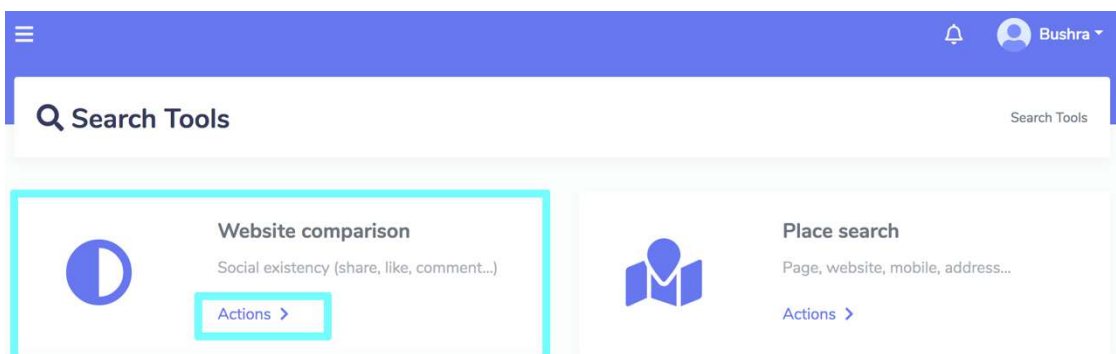 Bushra
Search Tools
Search Tools
Website comparison
Social existency (share, like, comment...)
Actions
Place search
Page, website, mobile, address...
Actions